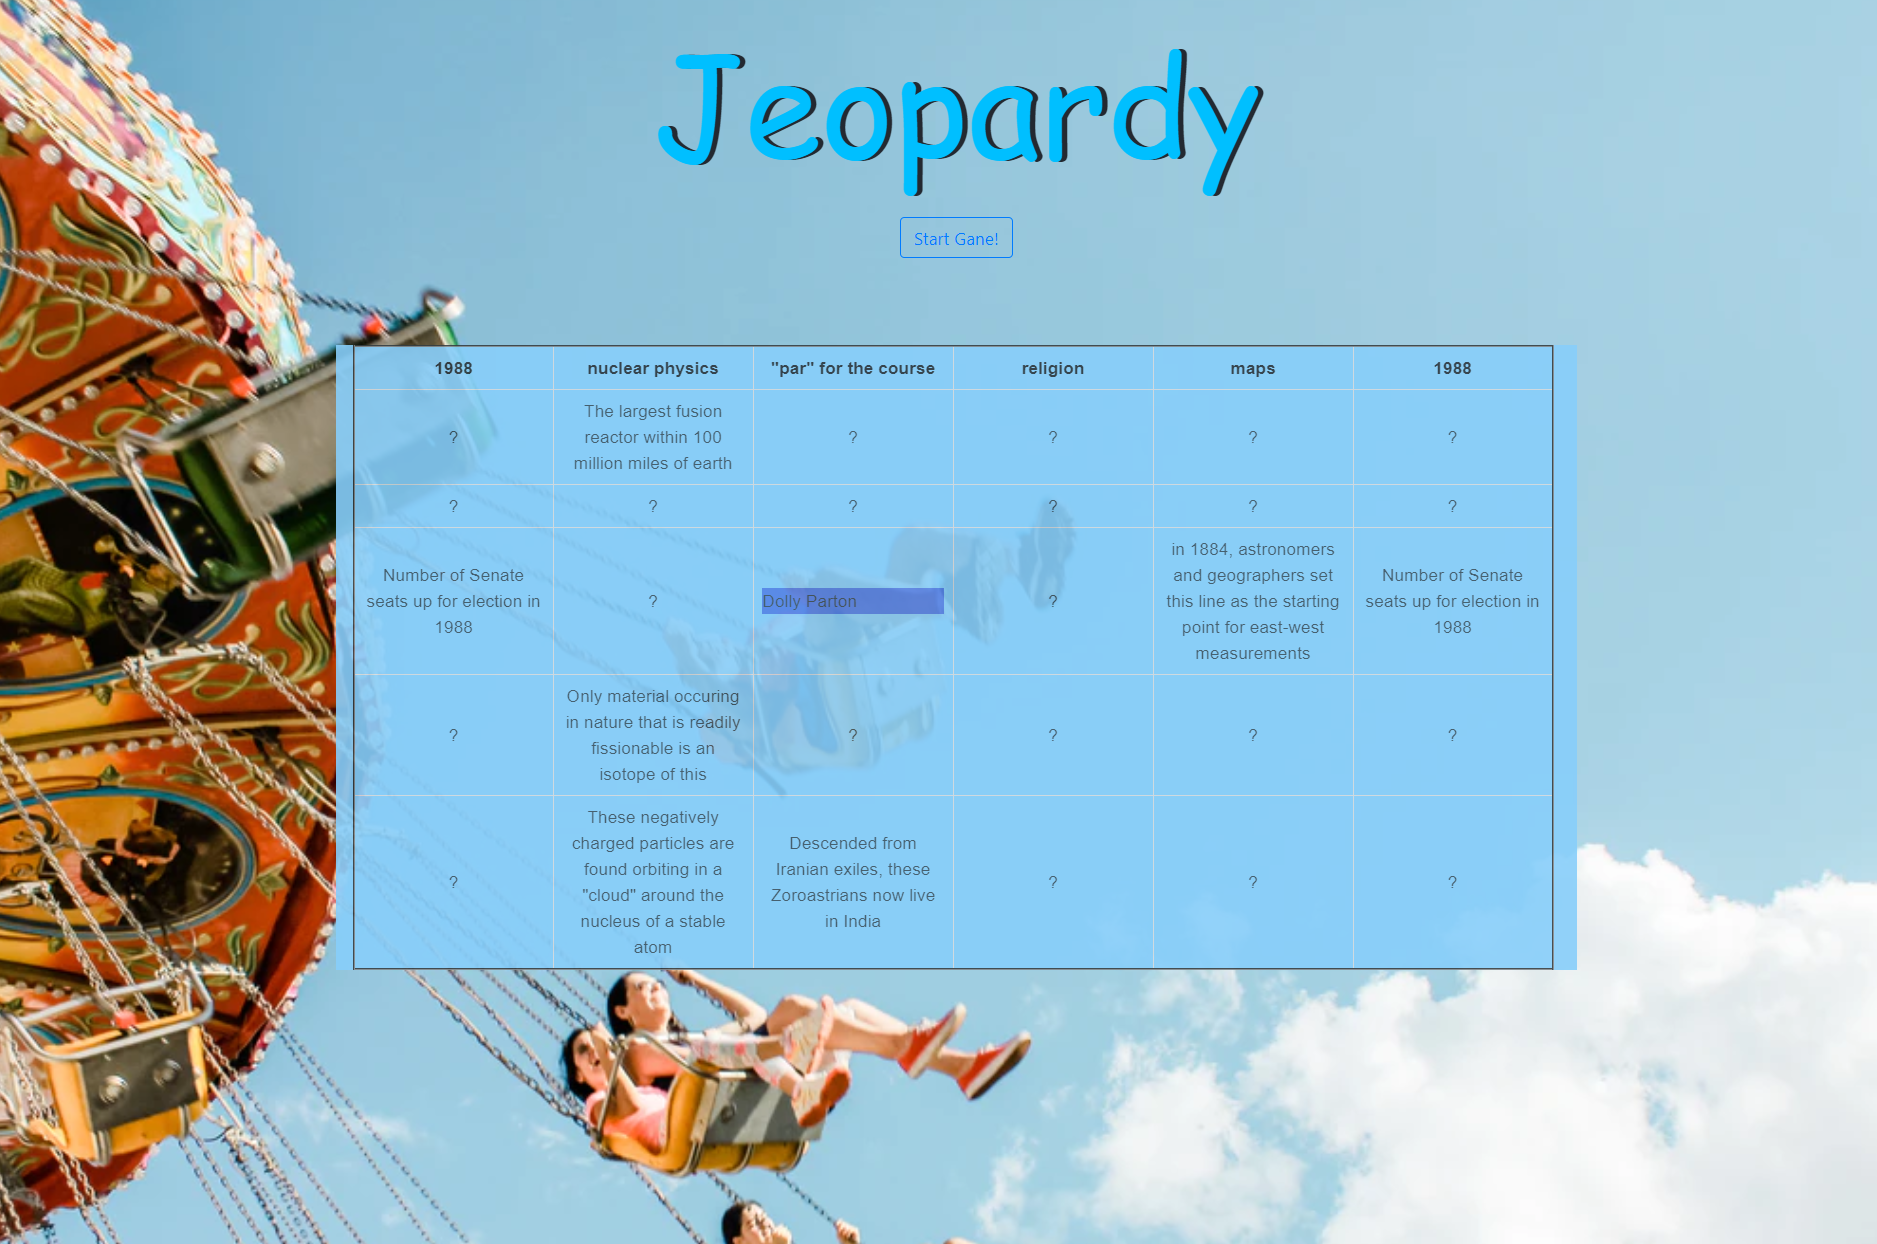 Jeopardy
Start Gane!
1988 nuclear physics "par" for the course religion maps 1988
?
The largest fusion
reactor within 100
million miles of earth
?
?
?
?
?
?
?
?
?
?
Number of Senate
seats up for election in
1988
?
Dolly Parton
?
in 1884, astronomers
and geographers set
this line as the starting
point for east-west
measurements
Number of Senate
seats up for election in
1988
?
Only material occuring
in nature that is readily
fissionable is an
isotope of this
?
?
?
?
?
These negatively
charged particles are
found orbiting in a
"cloud" around the
nucleus of a stable
atom
Descended from
Iranian exiles, these
Zoroastrians now live
in India
?
?
?